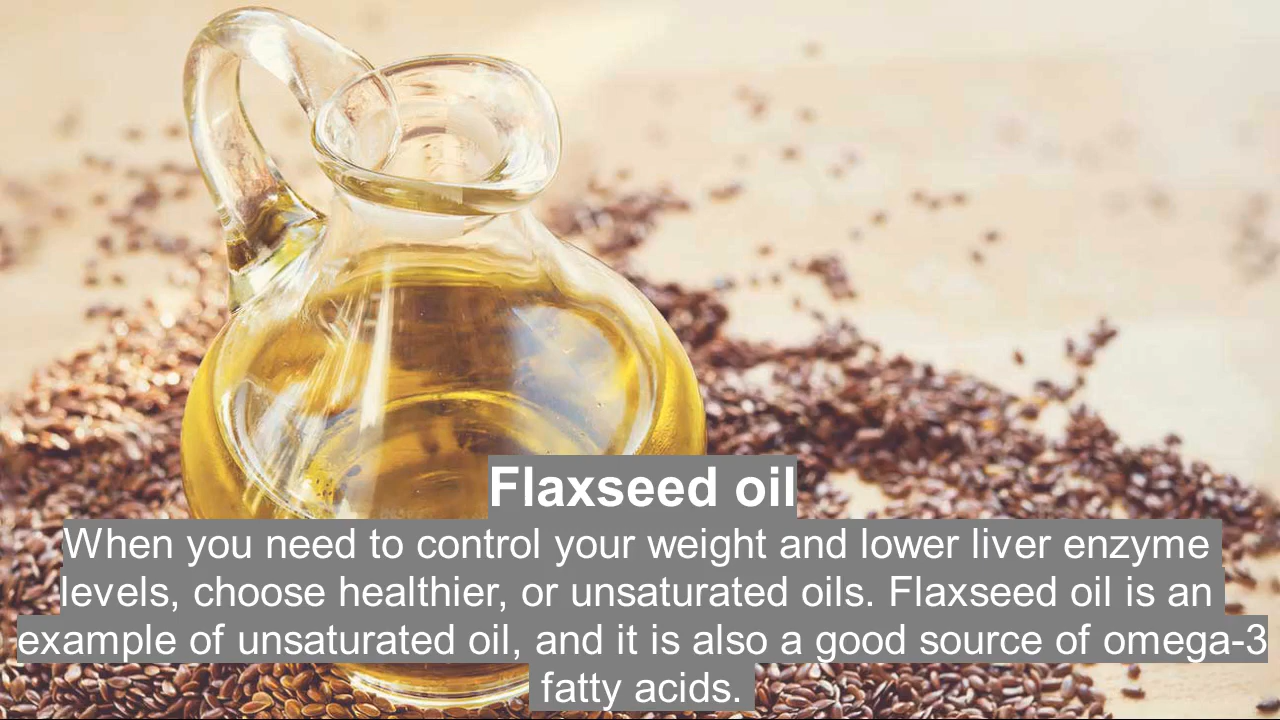 Flaxseed oil
When you need to control your weight and lower liver enzyme
levels, choose healthier, or unsaturated oils. Flaxseed oil is an
example of unsaturated oil, and it is also a good source of omega-3
fatty acids.